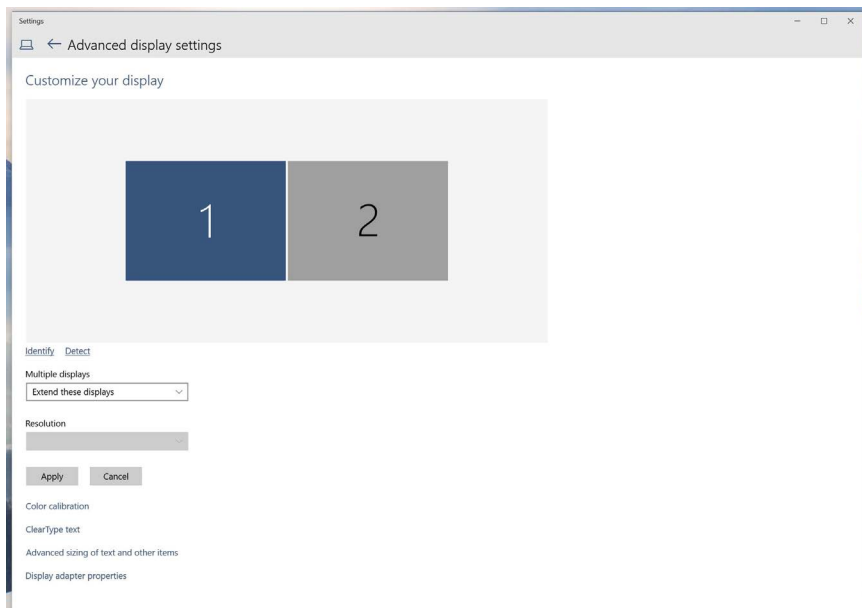 Settings
Advanced display settings
Customize your display
1 2
Identify Detect
Multiple displays
Extend these displays
Resolution
Apply Cancel
Color calibration
ClearType text
Advanced sizing of text and other items
Display adapter properties